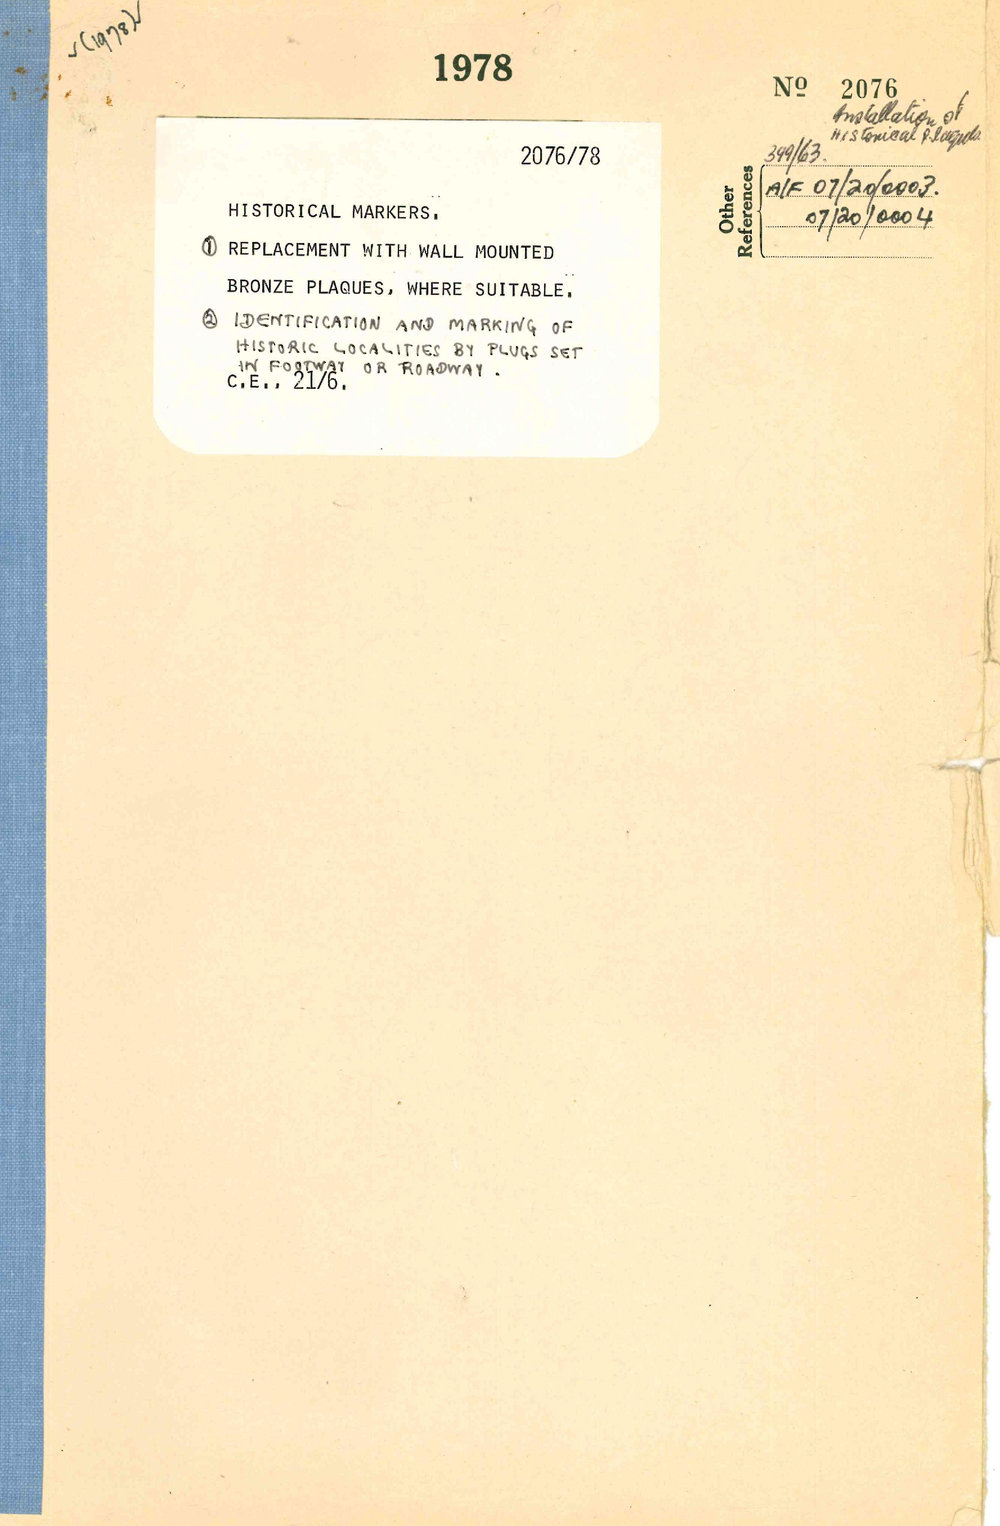 √(1978)√
1978
Nº 2076
Installation of
Historical Plaques
399/63.
Other
References
A/F 07/20/0003.
07/20/0004
2076/78
HISTORICAL MARKERS.
① REPLACEMENT WITH WALL MOUNTED
BRONZE PLAQUES, WHERE SUITABLE.
② IDENTIFICATION AND MARKING OF
HISTORIC LOCALITIES BY PLUGS SET
IN FOOTWAY OR ROADWAY.
C.E., 21/6.